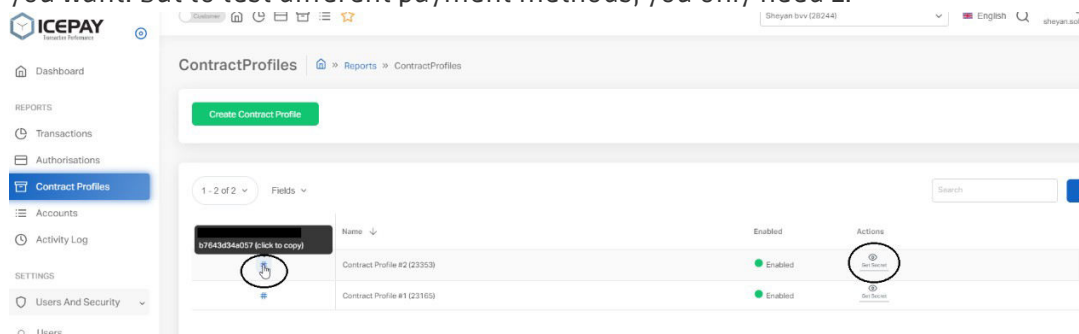 you want. But to test different payment methods, you only need 1.
ICEPAY
Transaction Performance
Customer
Sheyan bvv (28244)
English
Dashboard
ContractProfiles
» Reports » ContractProfiles
REPORTS
Create Contract Profile
Transactions
Authorisations
Contract Profiles
1 - 2 of 2
Fields
Search
Accounts
Activity Log
Name
Enabled
Actions
b7643d34a057 (click to copy)
#
Contract Profile #2 (23353)
Enabled
Get Secret
SETTINGS
#
Contract Profile #1 (23165)
Enabled
Get Secret
Users And Security
Users